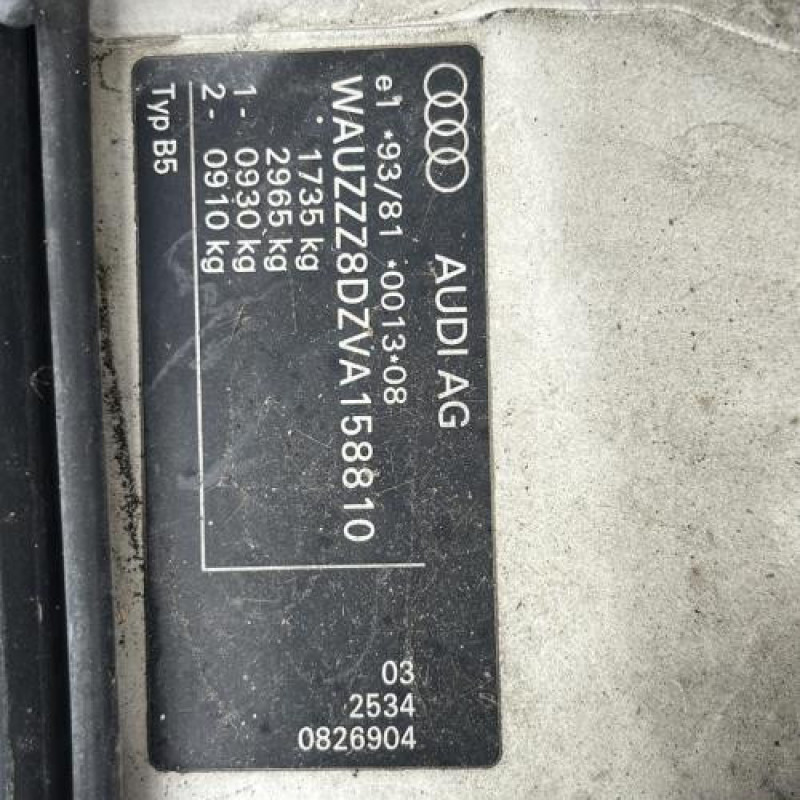 AUDI AG
e1 *93/81 *0013*08
WAUZZZ8DZVA158810
1735 kg
2965 kg
1- 0930 kg
2- 0910 kg
Typ B5
03
2534
0826904